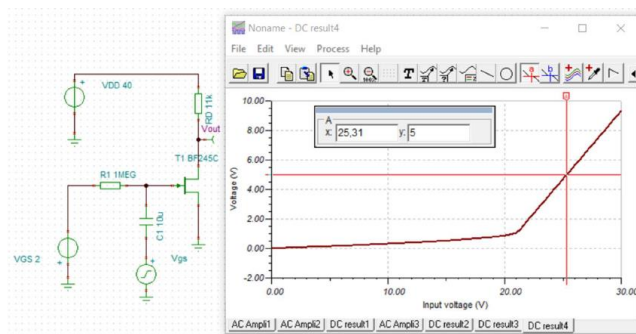 Noname - DC result4
File Edit View Process Help
VDD 40
RD 11k
Vout
T1 BF245C
R1 1MEG
C1 10u
VGS 2
Vgs
T
A
x: 25,31 y: 5
a
Voltage (V)
10.00
8.00
6.00
4.00
2.00
0.00
-2.00
0.00 10.00 20.00 30.00
Input voltage (V)
AC Ampli1 AC Ampli2 DC result1 AC Ampli3 DC result2 DC result3 DC result4